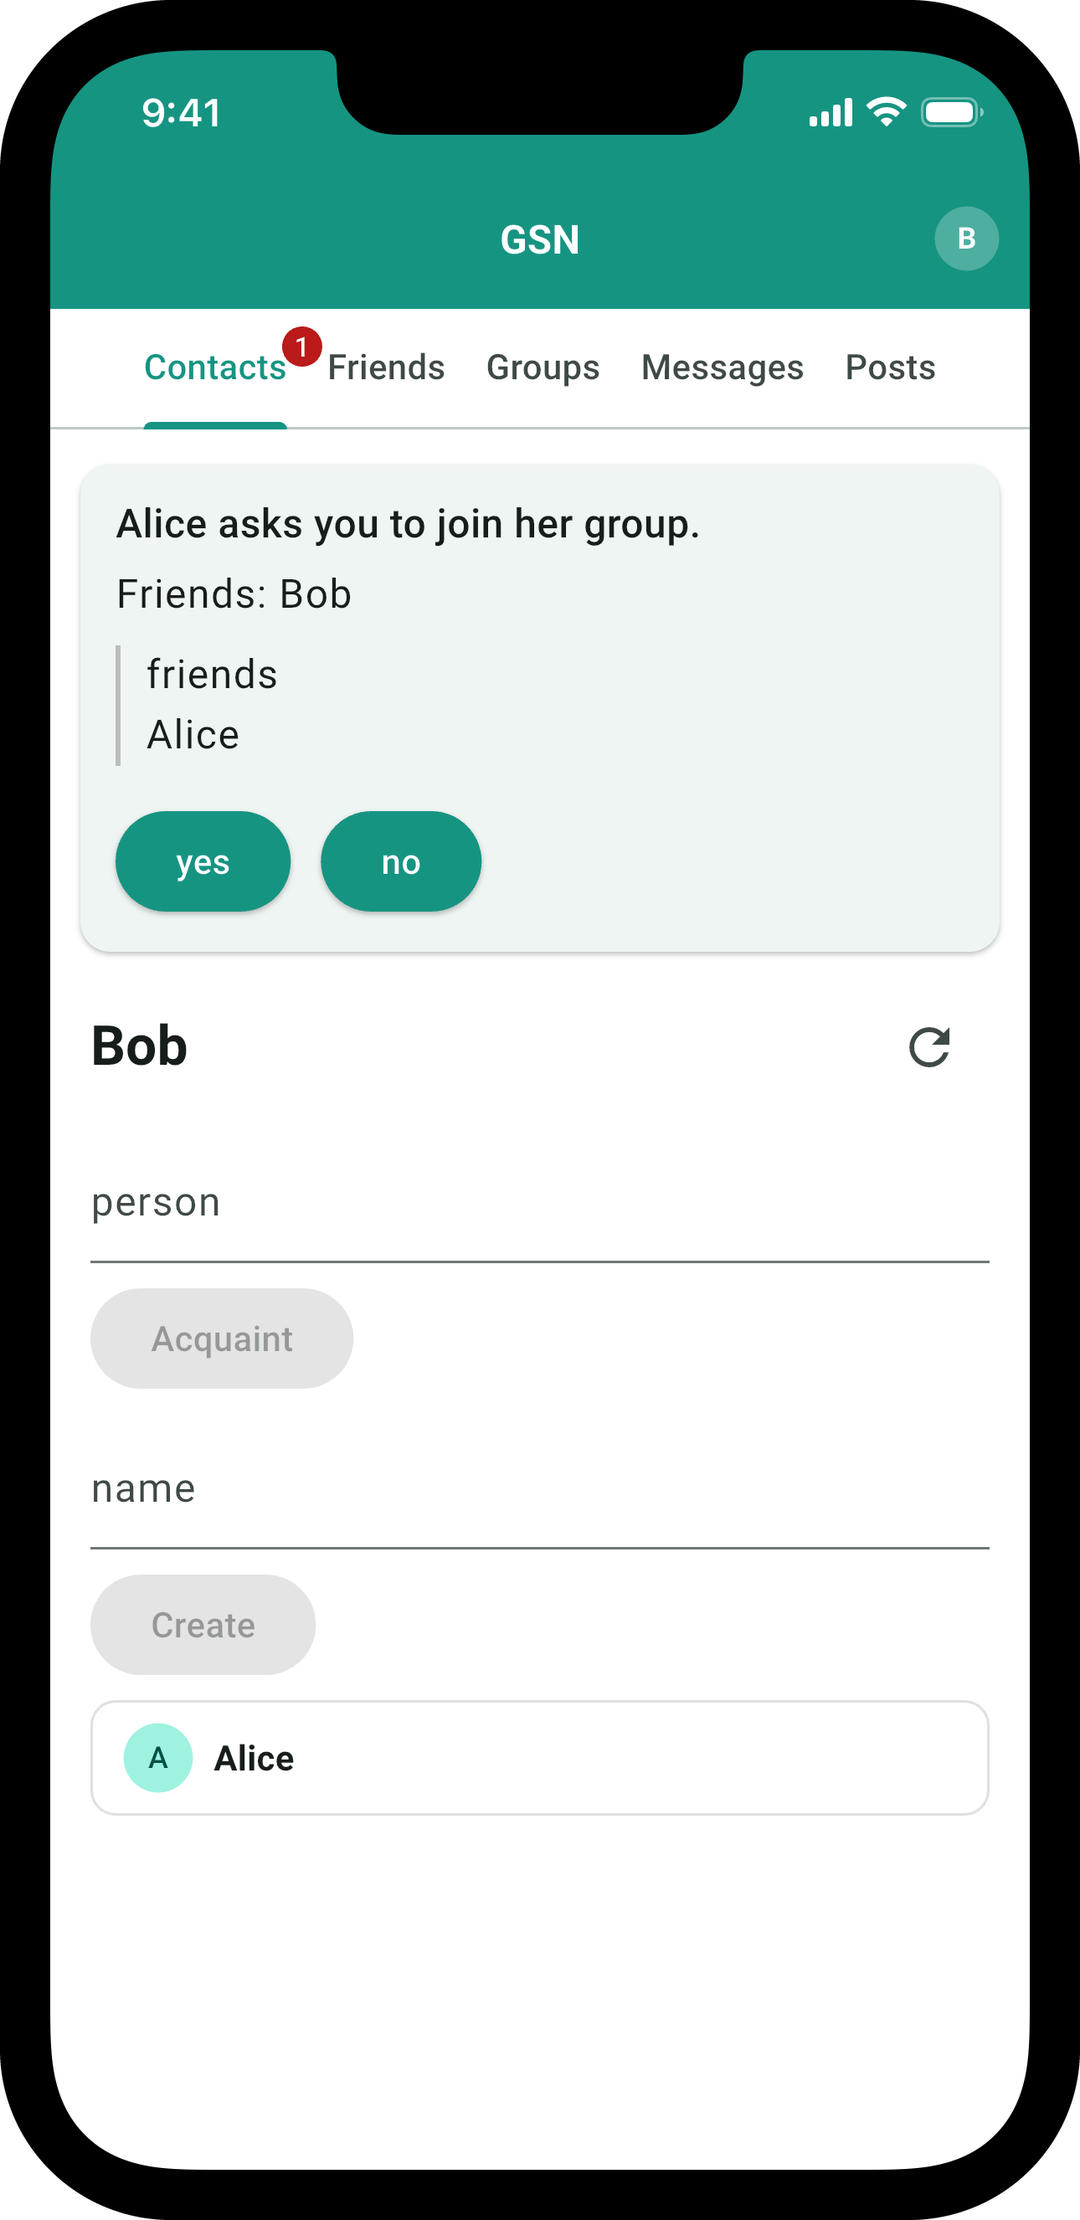 9:41
GSN
B
Contacts 1 Friends Groups Messages Posts
Alice asks you to join her group.
Friends: Bob
friends
Alice
yes no
Bob
person
Acquaint
name
Create
A Alice